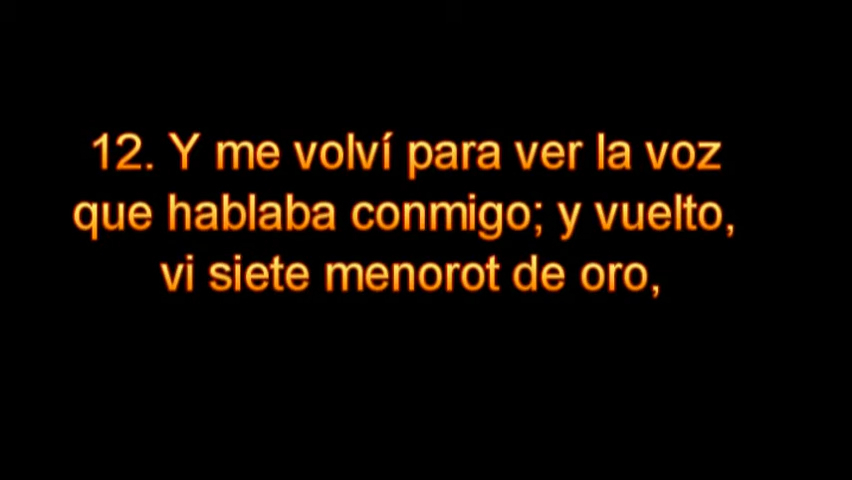 12. Y me volví para ver la voz
que hablaba conmigo; y vuelto,
vi siete menorot de oro,